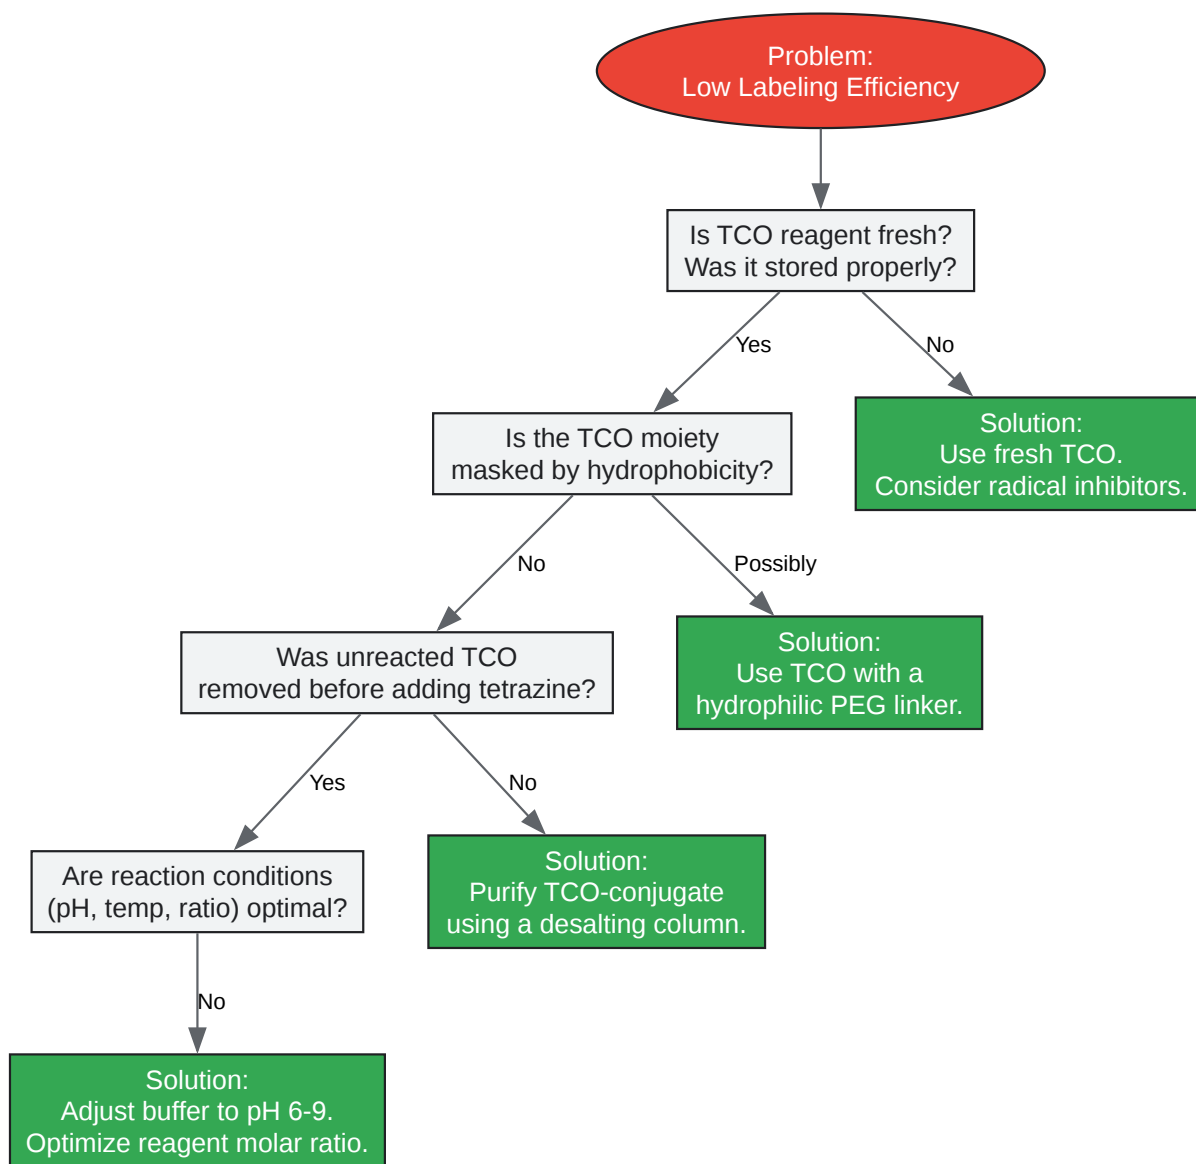 Problem:
Low Labeling Efficiency
Is TCO reagent fresh?
Was it stored properly?
Yes
No
Is the TCO moiety
masked by hydrophobicity?
Solution:
Use fresh TCO.
Consider radical inhibitors.
No
Possibly
Was unreacted TCO
removed before adding tetrazine?
Solution:
Use TCO with a
hydrophilic PEG linker.
Yes
No
Are reaction conditions
(pH, temp, ratio) optimal?
Solution:
Purify TCO-conjugate
using a desalting column.
No
Solution:
Adjust buffer to pH 6-9.
Optimize reagent molar ratio.